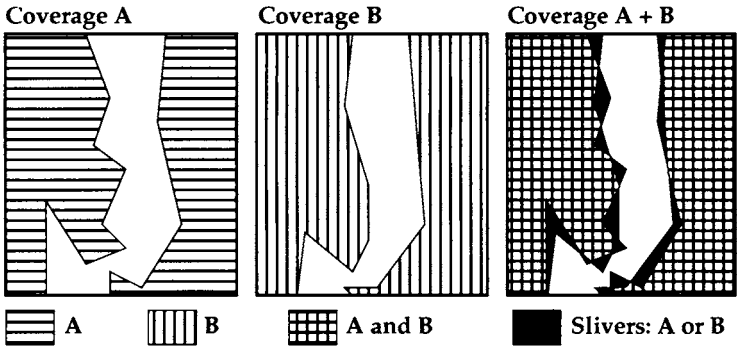 Coverage A
Coverage B
Coverage A + B
A
B
A and B
Slivers: A or B